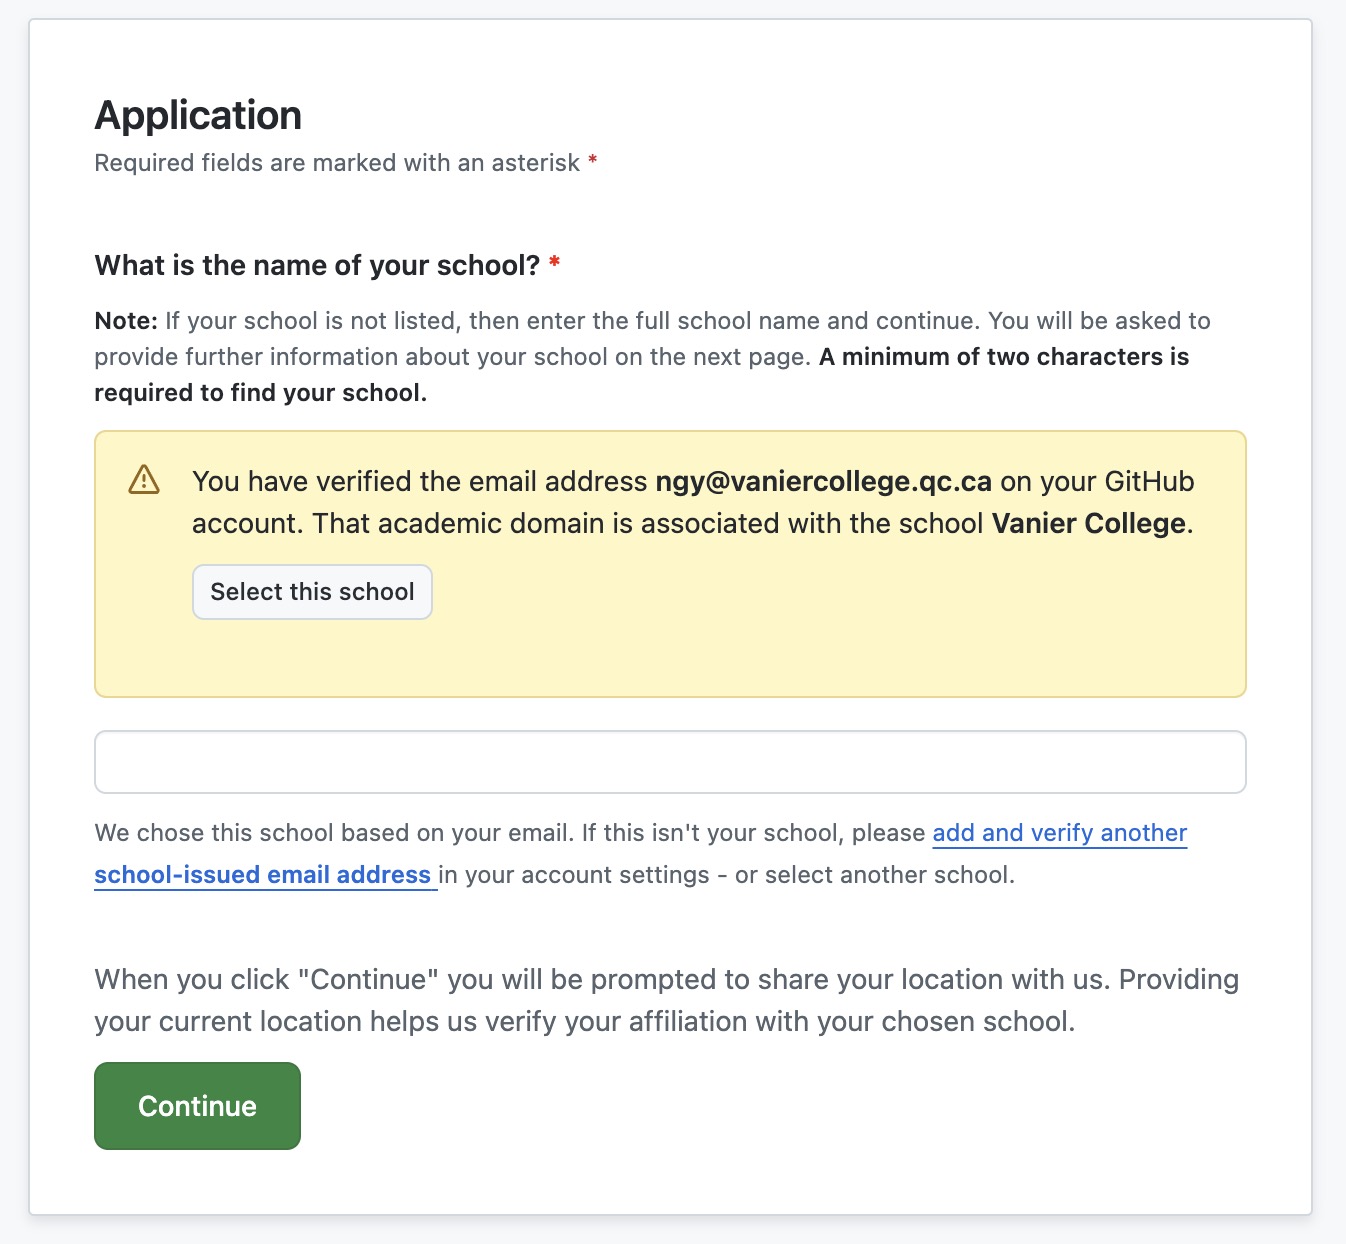 Application
Required fields are marked with an asterisk *
What is the name of your school? *
Note: If your school is not listed, then enter the full school name and continue. You will be asked to
provide further information about your school on the next page. A minimum of two characters is
required to find your school.
You have verified the email address ngy@vaniercollege.qc.ca on your GitHub
account. That academic domain is associated with the school Vanier College.
Select this school
We chose this school based on your email. If this isn't your school, please add and verify another
school-issued email address in your account settings - or select another school.
When you click "Continue" you will be prompted to share your location with us. Providing
your current location helps us verify your affiliation with your chosen school.
Continue